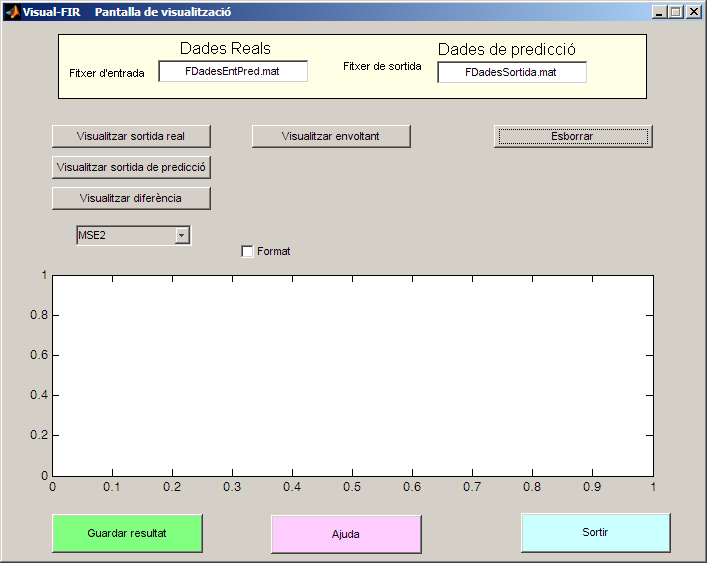 Visual-FIR Pantalla de visualització
Dades Reals Dades de predicció
Fitxer d'entrada FDadesEntPred.mat Fitxer de sortida FDadesSortida.mat
Visualitzar sortida real Visualitzar envoltant Esborrar
Visualitzar sortida de predicció
Visualitzar diferència
MSE2
Format
1
0.8
0.6
0.4
0.2
0
0 0.1 0.2 0.3 0.4 0.5 0.6 0.7 0.8 0.9 1
Guardar resultat Ajuda Sortir